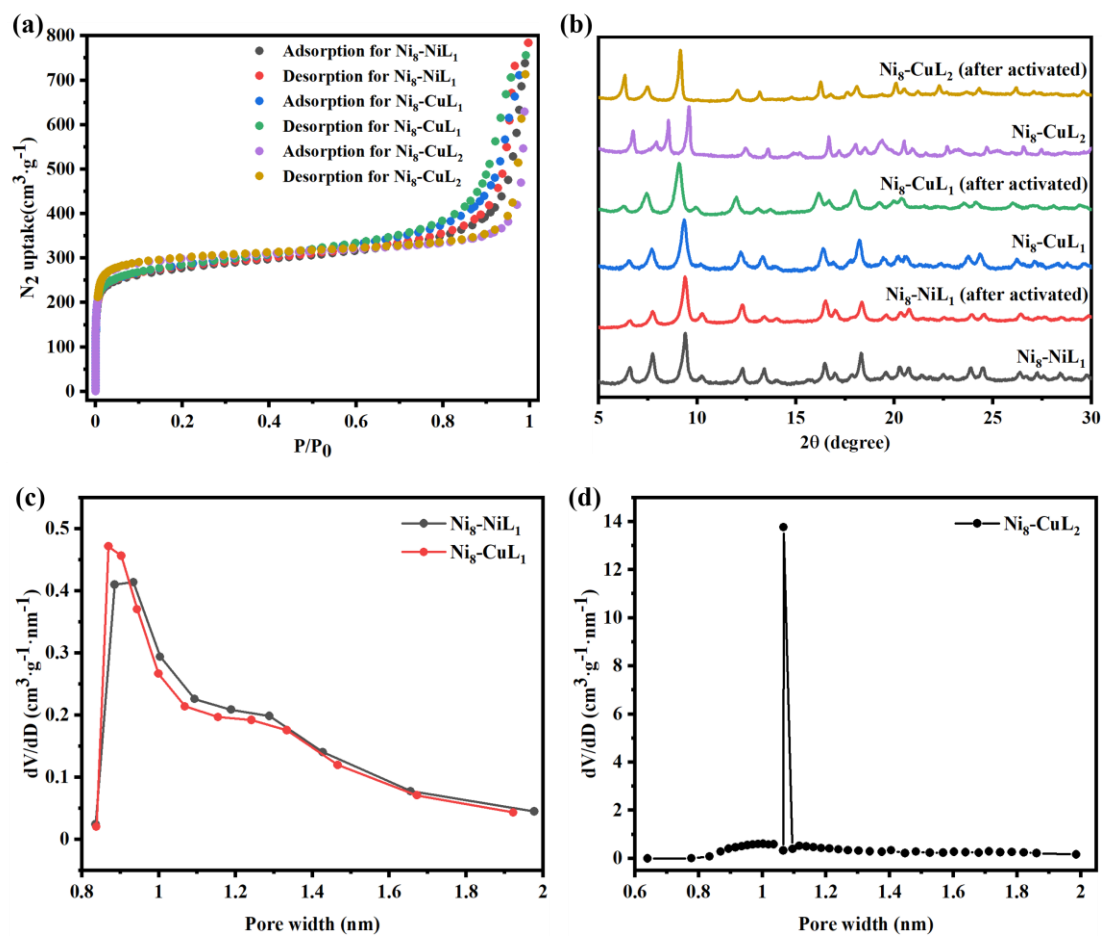 (a)
800
700
600
500
400
300
200
100
0
N₂ uptake(cm³·g⁻¹)
Adsorption for Ni₈-NiL₁
Desorption for Ni₈-NiL₁
Adsorption for Ni₈-CuL₁
Desorption for Ni₈-CuL₁
Adsorption for Ni₈-CuL₂
Desorption for Ni₈-CuL₂
0 0.2 0.4 0.6 0.8 1
P/P₀
(b)
Ni₈-CuL₂ (after activated)
Ni₈-CuL₂
Ni₈-CuL₁ (after activated)
Ni₈-CuL₁
Ni₈-NiL₁ (after activated)
Ni₈-NiL₁
5 10 15 20 25 30
2θ (degree)
(c)
0.5
0.4
0.3
0.2
0.1
0
dV/dD (cm³·g⁻¹·nm⁻¹)
Ni₈-NiL₁
Ni₈-CuL₁
0.8 1 1.2 1.4 1.6 1.8 2
Pore width (nm)
(d)
14
12
10
8
6
4
2
0
dV/dD (cm³·g⁻¹·nm⁻¹)
Ni₈-CuL₂
0.6 0.8 1 1.2 1.4 1.6 1.8 2
Pore width (nm)